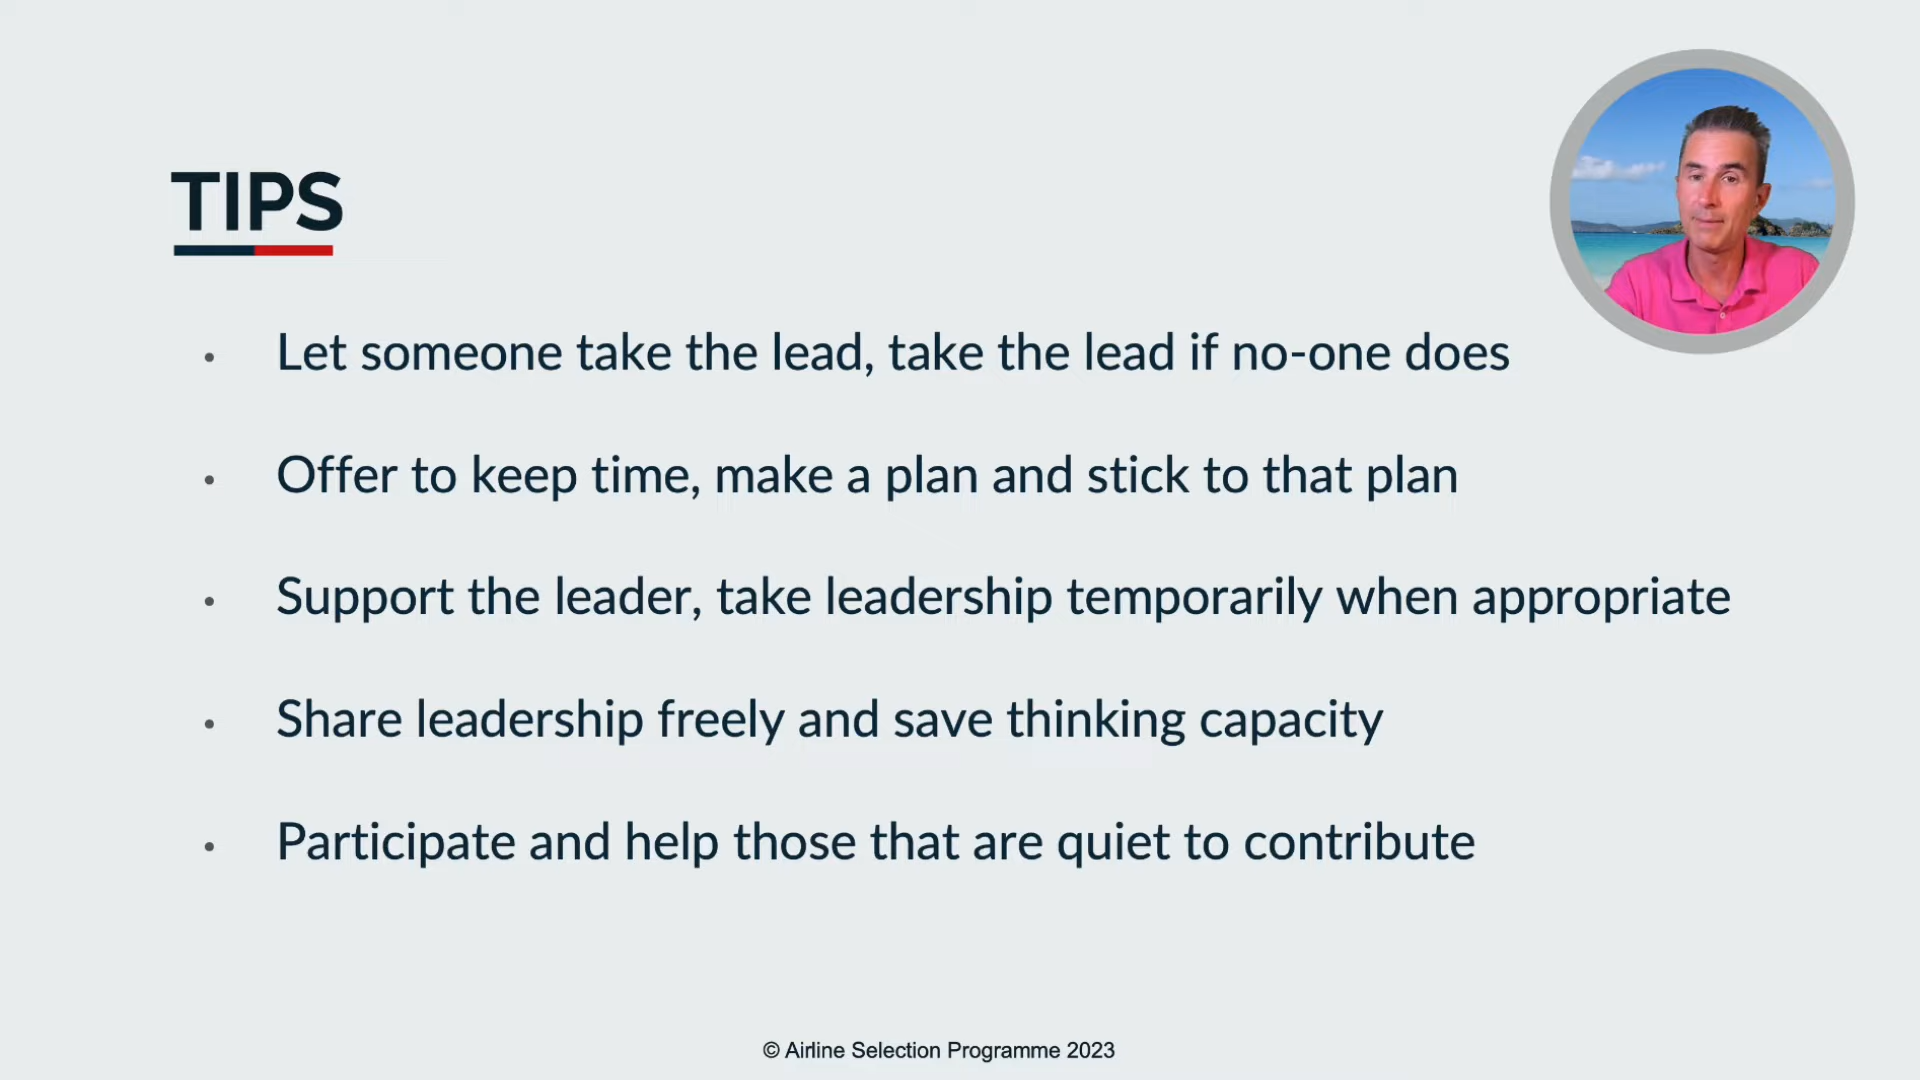 TIPS
• Let someone take the lead, take the lead if no-one does
• Offer to keep time, make a plan and stick to that plan
• Support the leader, take leadership temporarily when appropriate
• Share leadership freely and save thinking capacity
• Participate and help those that are quiet to contribute
© Airline Selection Programme 2023